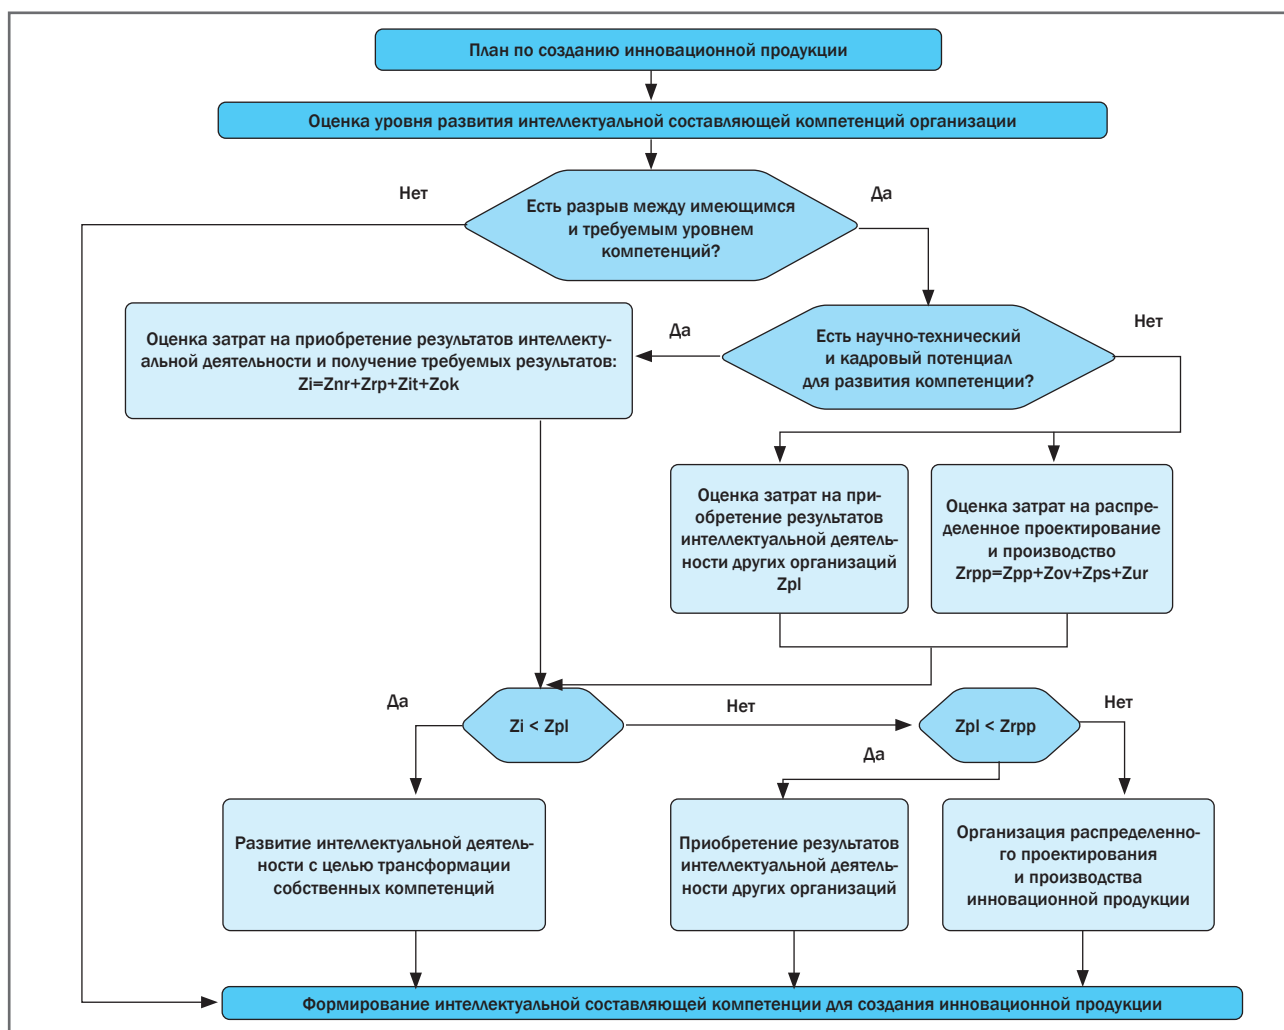 План по созданию инновационной продукции
Оценка уровня развития интеллектуальной составляющей компетенций организации
Нет
Да
Есть разрыв между имеющимся
и требуемым уровнем
компетенций?
Оценка затрат на приобретение результатов интеллекту-
альной деятельности и получение требуемых результатов:
Zi=Znr+Zrp+Zit+Zok
Да
Есть научно-технический
и кадровый потенциал
для развития компетенции?
Нет
Оценка затрат на при-
обретение результатов
интеллектуальной деятель-
ности других организаций
Zpl
Оценка затрат на распре-
деленное проектирование
и производство
Zrpp=Zpp+Zov+Zps+Zur
Да
Zi < Zpl
Нет
Zpl < Zrpp
Нет
Да
Развитие интеллектуальной деятель-
ности с целью трансформации
собственных компетенций
Приобретение результатов
интеллектуальной деятель-
ности других организаций
Организация распределенно-
го проектирования
и производства
инновационной продукции
Формирование интеллектуальной составляющей компетенции для создания инновационной продукции